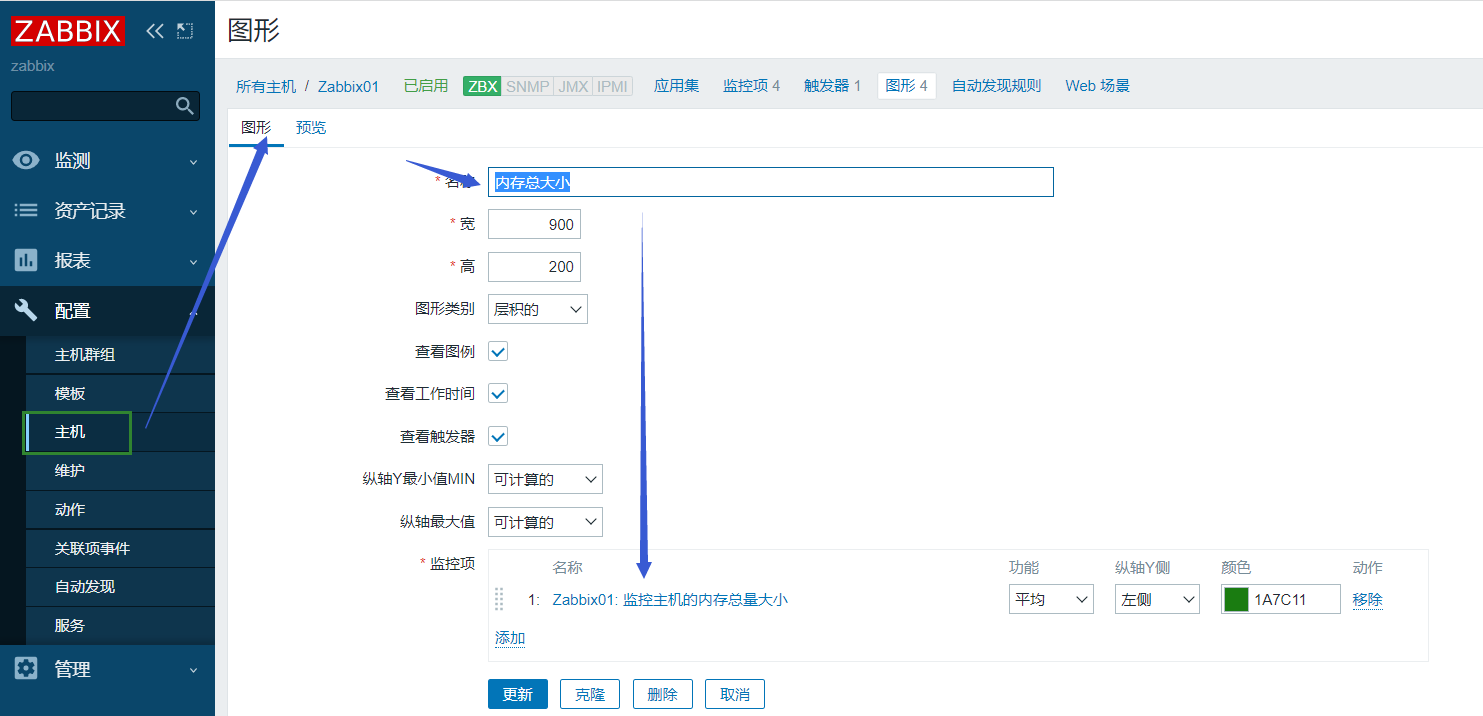 ZABBIX
zabbix
监测
资产记录
报表
配置
主机群组
模板
主机
维护
动作
关联项事件
自动发现
服务
管理
图形
所有主机 / Zabbix01 已启用 ZBX SNMP JMX IPMI 应用集 监控项 4 触发器 1 图形 4 自动发现规则 Web 场景
图形 预览
* 名称 内存总大小
* 宽 900
* 高 200
图形类别 层积的
查看图例
查看工作时间
查看触发器
纵轴Y最小值MIN 可计算的
纵轴最大值 可计算的
* 监控项 名称 功能 纵轴Y侧 颜色 动作
1: Zabbix01: 监控主机的内存总量大小 平均 左侧 1A7C11 移除
添加
更新 克隆 删除 取消